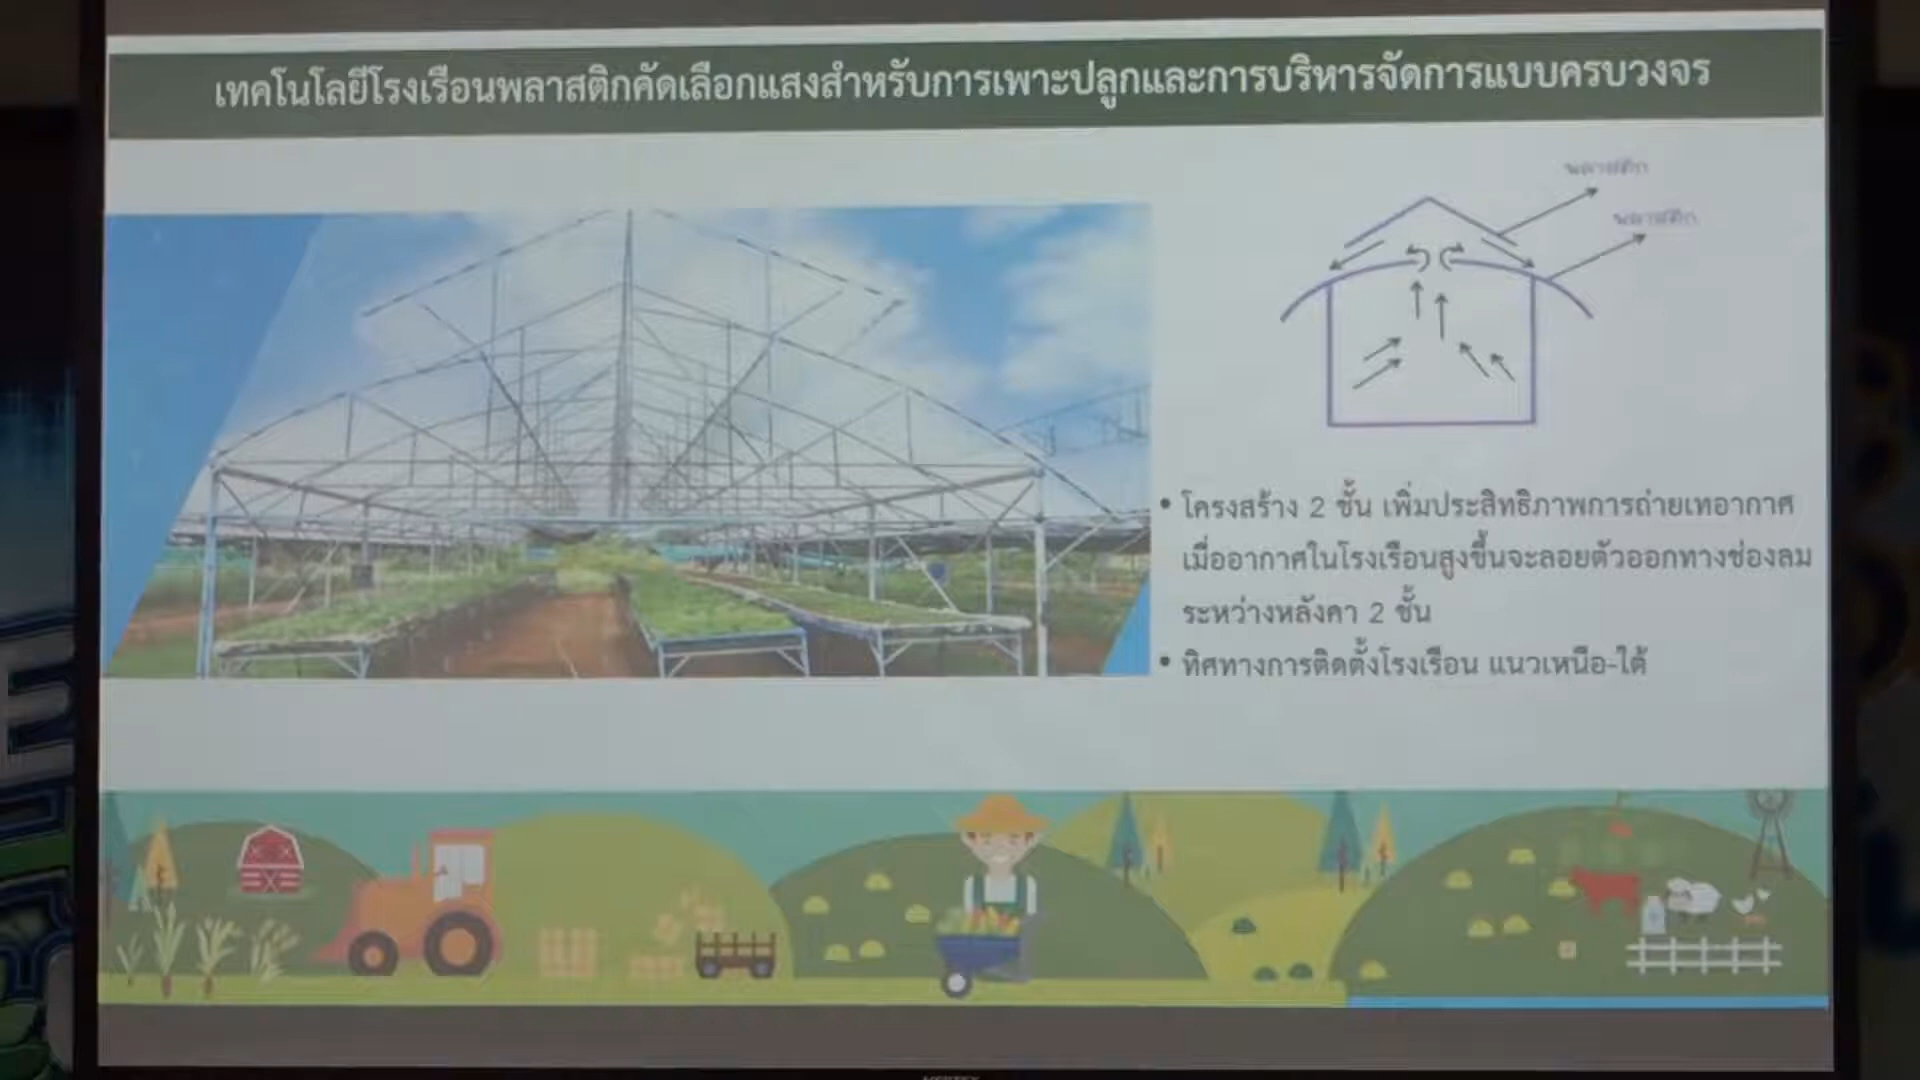 เทคโนโลยีโรงเรือนพลาสติกคัดเลือกแสงสำหรับการเพาะปลูกและการบริหารจัดการแบบครบวงจร
พลาสติก
พลาสติก
• โครงสร้าง 2 ชั้น เพิ่มประสิทธิภาพการถ่ายเทอากาศ
เมื่ออากาศในโรงเรือนสูงขึ้นจะลอยตัวออกทางช่องลม
ระหว่างหลังคา 2 ชั้น
• ทิศทางการติดตั้งโรงเรือน แนวเหนือ-ใต้